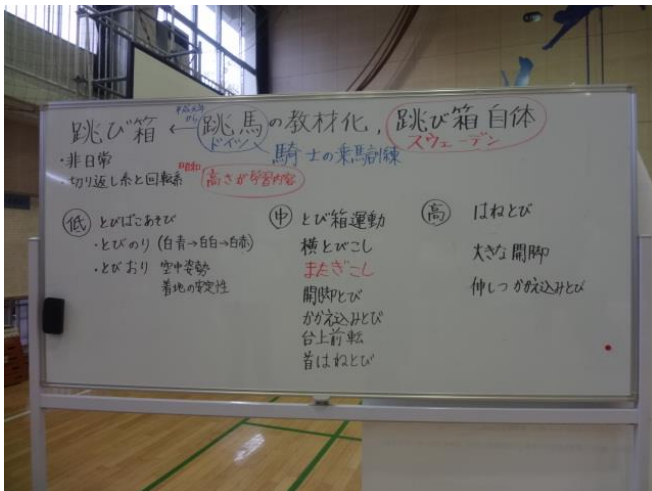 跳び箱 ← 跳馬の教材化, 跳び箱自体
ドイツ
スウェーデン
騎士の乗馬訓練
・非日常
・切り返し系と回転系
高さが学習内容
低 とびばこあそび
・とびのり (白青→白白→白赤)
・とびおり 空中姿勢
着地の安定性
中 とび箱運動
横とびこし
またぎこし
開脚とび
かかえ込みとび
台上前転
首はねとび
高 はねとび
大きな開脚
伸しつ かかえ込みとび